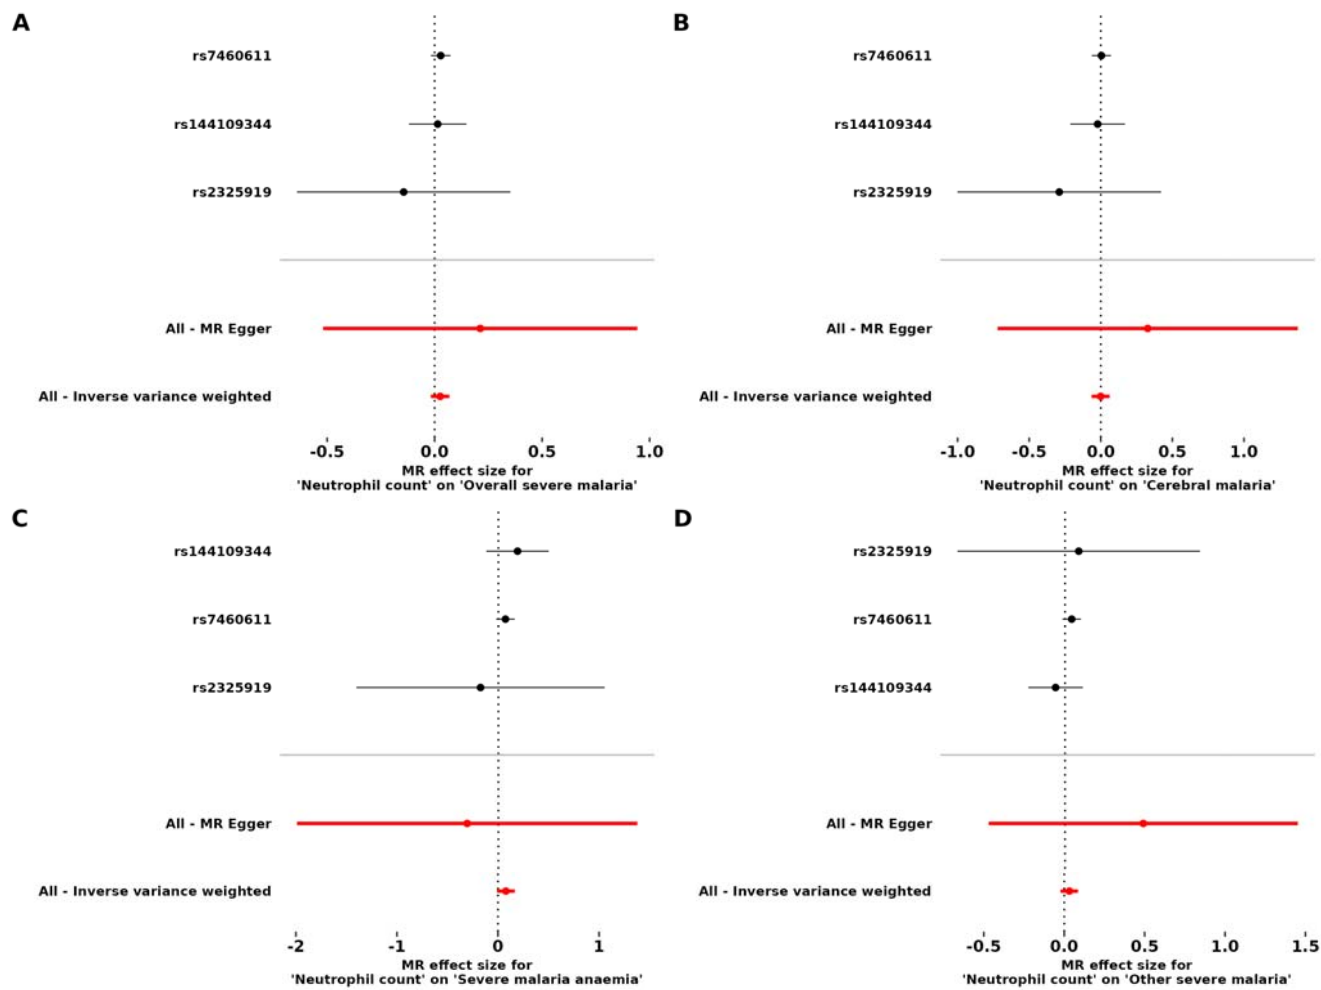 A
rs7460611
rs144109344
rs2325919
All - MR Egger
All - Inverse variance weighted
-0.5 0.0 0.5 1.0
MR effect size for
'Neutrophil count' on 'Overall severe malaria'
B
rs7460611
rs144109344
rs2325919
All - MR Egger
All - Inverse variance weighted
-1.0 -0.5 0.0 0.5 1.0
MR effect size for
'Neutrophil count' on 'Cerebral malaria'
C
rs144109344
rs7460611
rs2325919
All - MR Egger
All - Inverse variance weighted
-2 -1 0 1
MR effect size for
'Neutrophil count' on 'Severe malaria anaemia'
D
rs2325919
rs7460611
rs144109344
All - MR Egger
All - Inverse variance weighted
-0.5 0.0 0.5 1.0 1.5
MR effect size for
'Neutrophil count' on 'Other severe malaria'